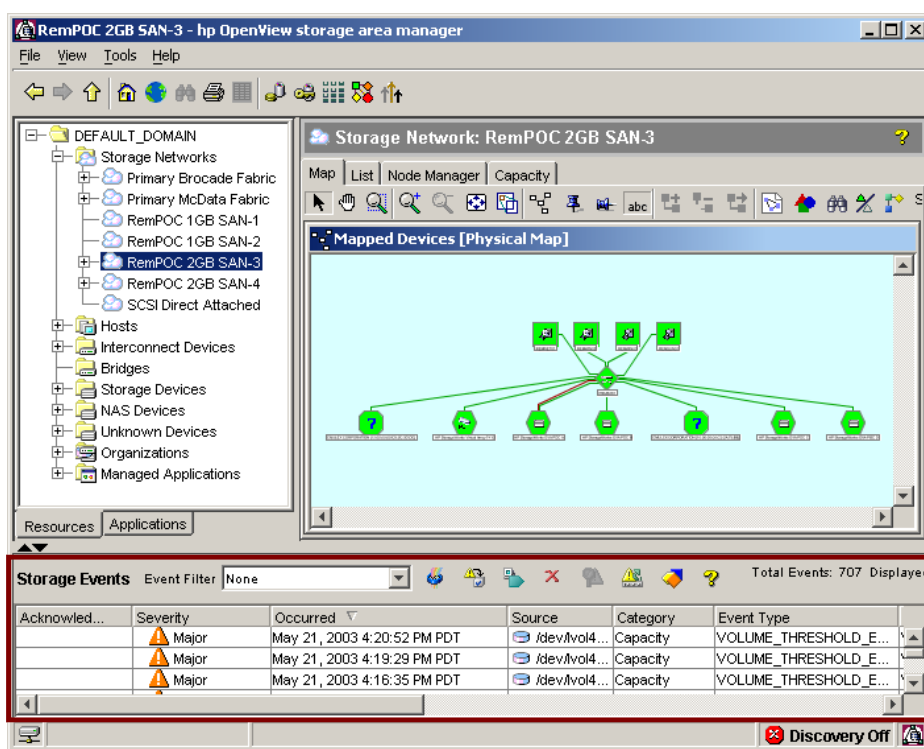 RemPOC 2GB SAN-3 - hp OpenView storage area manager
File View Tools Help
DEFAULT_DOMAIN
Storage Networks
Primary Brocade Fabric
Primary McData Fabric
RemPOC 1GB SAN-1
RemPOC 1GB SAN-2
RemPOC 2GB SAN-3
RemPOC 2GB SAN-4
SCSI Direct Attached
Hosts
Interconnect Devices
Bridges
Storage Devices
NAS Devices
Unknown Devices
Organizations
Managed Applications
Resources Applications
Storage Network: RemPOC 2GB SAN-3 ?
Map List Node Manager Capacity
abc S
Mapped Devices [Physical Map]
? ?
Storage Events Event Filter None ? Total Events: 707 Displayed
Acknowled... Severity Occurred Source Category Event Type
Major May 21, 2003 4:20:52 PM PDT /dev/lvol4... Capacity VOLUME_THRESHOLD_E...
Major May 21, 2003 4:19:29 PM PDT /dev/lvol4... Capacity VOLUME_THRESHOLD_E...
Major May 21, 2003 4:16:35 PM PDT /dev/lvol4... Capacity VOLUME_THRESHOLD_E...
Discovery Off